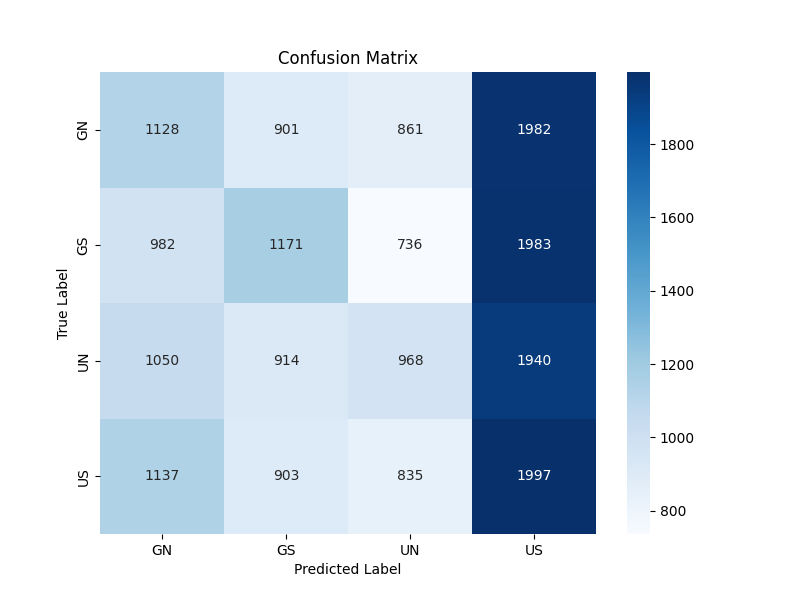 Confusion Matrix
GN 1128 901 861 1982
GS 982 1171 736 1983
UN 1050 914 968 1940
US 1137 903 835 1997
GN GS UN US
Predicted Label
True Label
1800
1600
1400
1200
1000
800